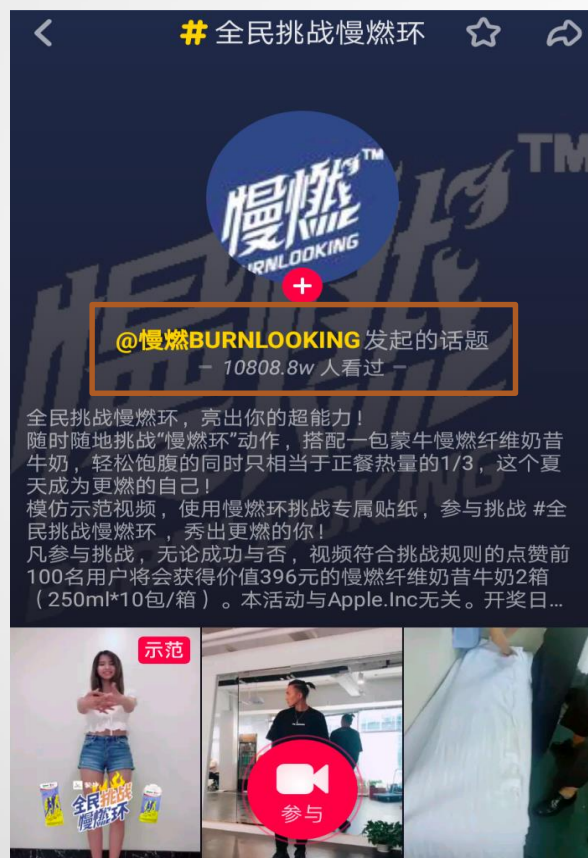 # 全民挑战慢燃环
TM
慢燃
TM
BURNLOOKING
@慢燃BURNLOOKING发起的话题
10808.8w 人看过
全民挑战慢燃环，亮出你的超能力！
随时随地挑战“慢燃环”动作，搭配一包蒙牛慢燃纤维奶昔
牛奶，轻松饱腹的同时只相当于正餐热量的1/3，这个夏
天成为更燃的自己！
模仿示范视频，使用慢燃环挑战专属贴纸，参与挑战 #全
民挑战慢燃环 ，秀出更燃的你！
凡参与挑战，无论成功与否，视频符合挑战规则的点赞前
100名用户将会获得价值396元的慢燃纤维奶昔牛奶2箱
（250ml*10包/箱）。本活动与Apple.Inc无关。开奖日...
示范
全民挑战
慢燃环
参与